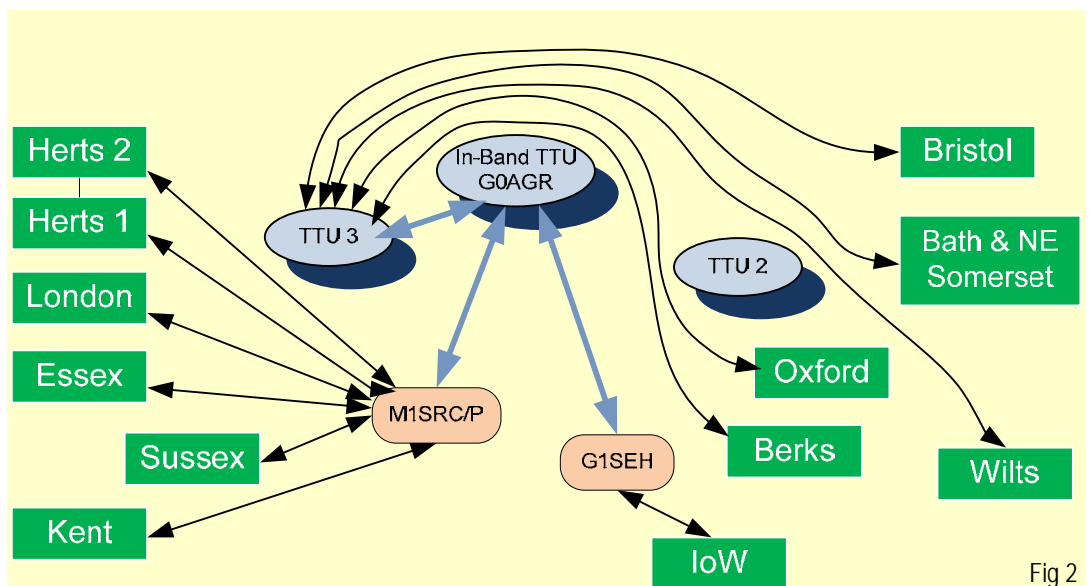 Herts 2
Herts 1
London
Essex
Sussex
Kent
In-Band TTU
G0AGR
TTU 3
TTU 2
M1SRC/P
G1SEH
Bristol
Bath & NE
Somerset
Oxford
Berks
Wilts
IoW
Fig 2